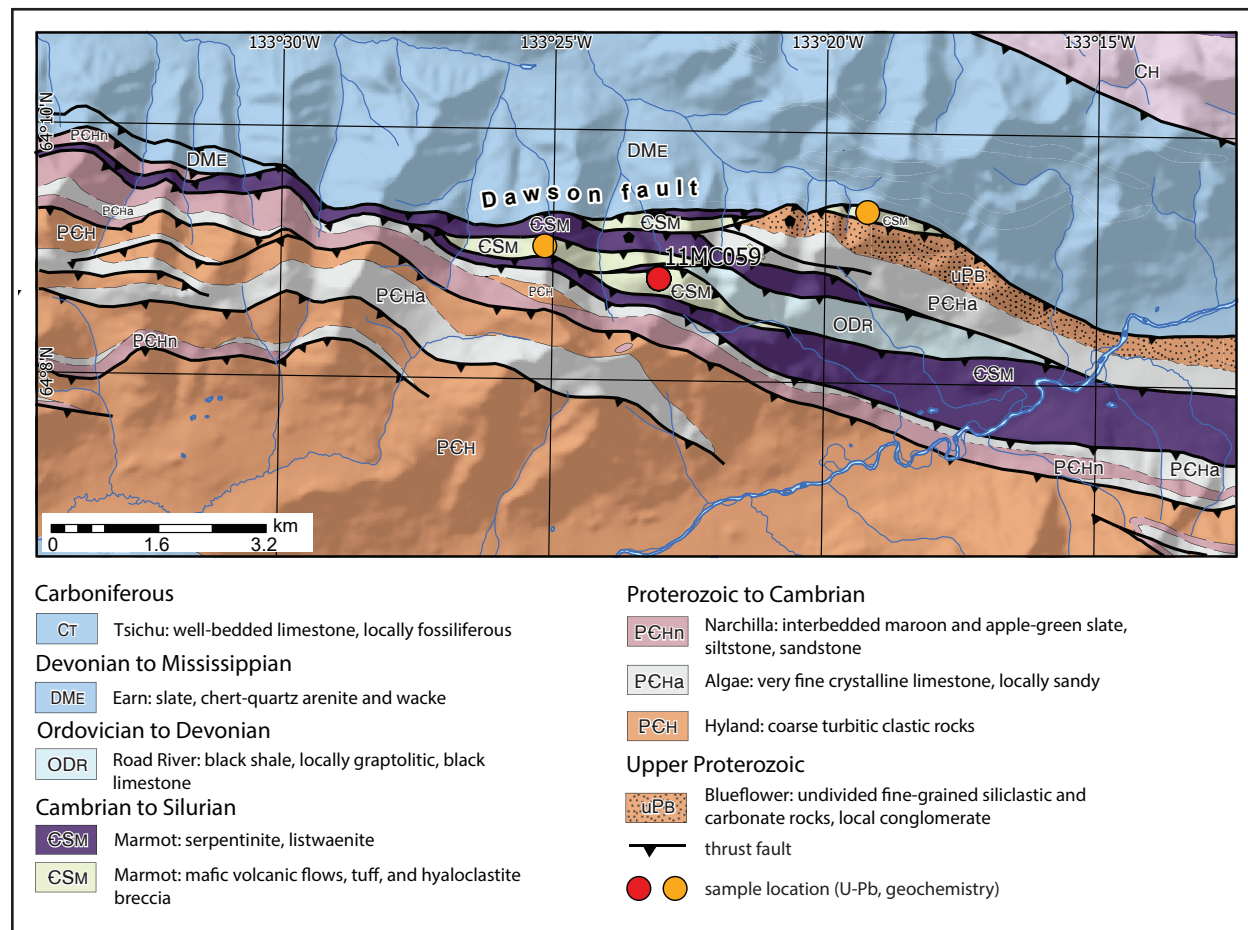 133°30'W
133°25'W
133°20'W
133°15'W
64°10'N
64°8'N
CH
PЄHn
DME
DME
Dawson fault
PЄHa
PЄH
ЄSM
ЄSM
ЄSM
ЄSM
11MC059
uPB
PЄH
ЄSM
PЄHa
PЄHa
ODR
PЄHn
ЄSM
PЄH
PЄHn
PЄHa
km
0 1.6 3.2
Carboniferous
CT Tsichu: well-bedded limestone, locally fossiliferous
Devonian to Mississippian
DME Earn: slate, chert-quartz arenite and wacke
Ordovician to Devonian
ODR Road River: black shale, locally graptolitic, black
limestone
Cambrian to Silurian
ЄSM Marmot: serpentinite, listwaenite
ЄSM Marmot: mafic volcanic flows, tuff, and hyaloclastite
breccia
Proterozoic to Cambrian
PЄHn Narchilla: interbedded maroon and apple-green slate,
siltstone, sandstone
PЄHa Algae: very fine crystalline limestone, locally sandy
PЄH Hyland: coarse turbitic clastic rocks
Upper Proterozoic
uPB Blueflower: undivided fine-grained siliclastic and
carbonate rocks, local conglomerate
thrust fault
sample location (U-Pb, geochemistry)